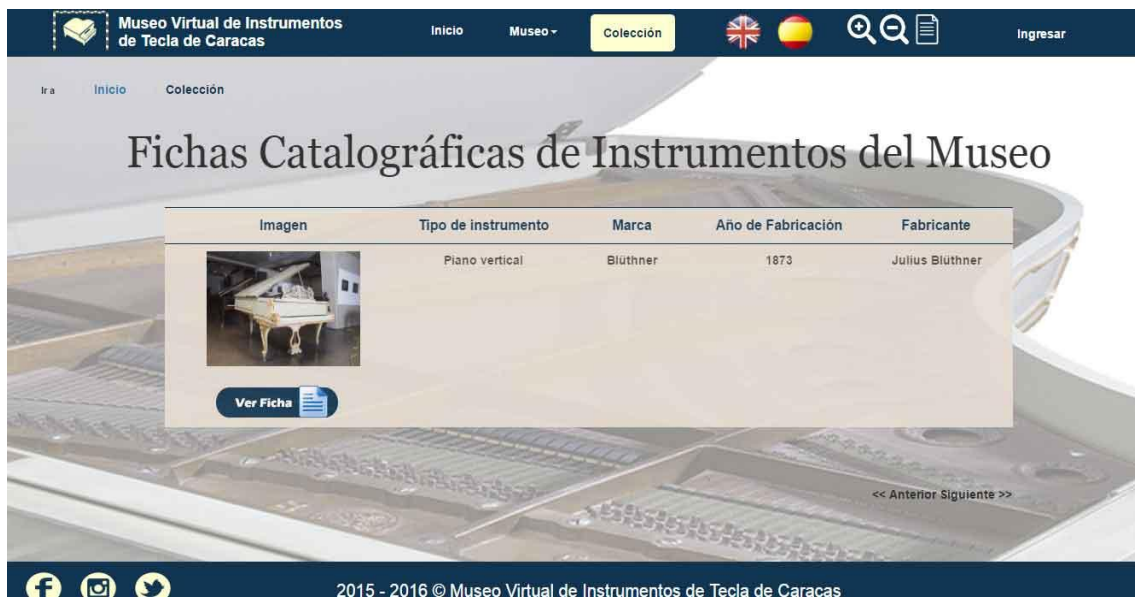 Museo Virtual de Instrumentos
de Tecla de Caracas
Inicio Museo Colección Ingresar
Ir a Inicio Colección
Fichas Catalográficas de Instrumentos del Museo
Imagen Tipo de instrumento Marca Año de Fabricación Fabricante
Piano vertical Blüthner 1873 Julius Blüthner
Ver Ficha
<< Anterior Siguiente >>
2015 - 2016 © Museo Virtual de Instrumentos de Tecla de Caracas